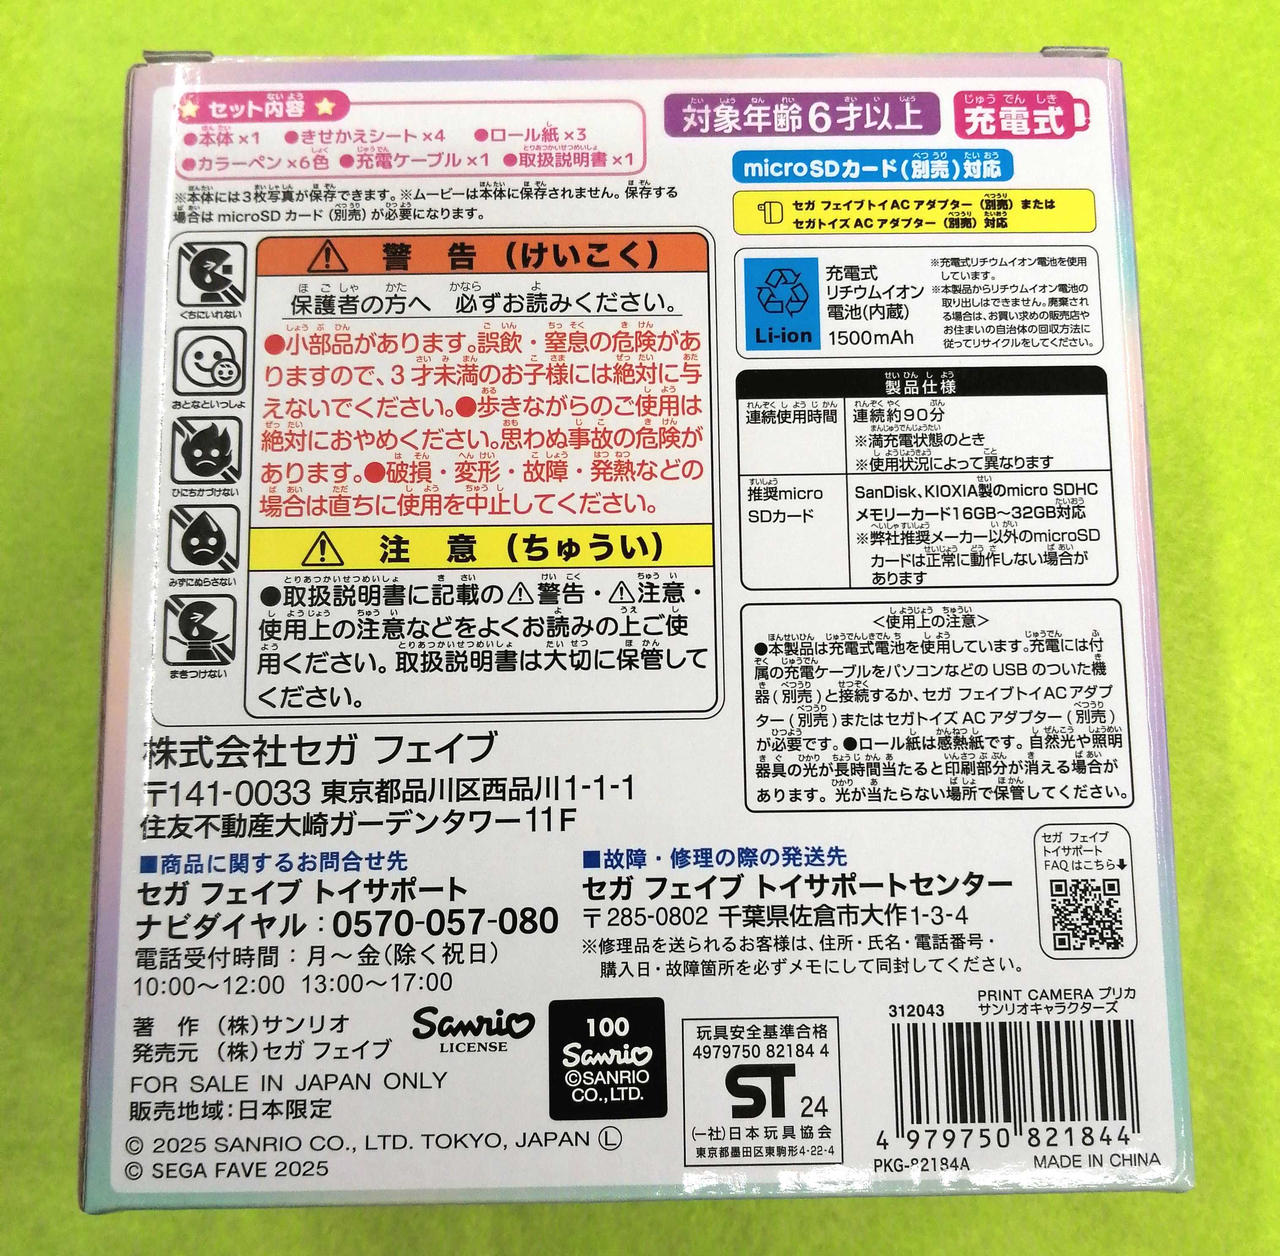 セット内容
●本体×1 ●きせかえシート×4 ●ロール紙×3
●カラーペン×6色 ●充電ケーブル×1 ●取扱説明書×1
※本体には3枚写真が保存できます。※ムービーは本体に保存されません。保存する
場合はmicroSDカード(別売)が必要になります。
対象年齢6才以上
充電式
microSDカード(別売)対応
セガ フェイブトイACアダプター(別売)または
セガトイズACアダプター(別売)対応
くちにいれない
おとなといっしょ
ひにちかづけない
みずにぬらさない
まきつけない
警告(けいこく)
保護者の方へ 必ずお読みください。
●小部品があります。誤飲・窒息の危険があ
りますので、3才未満のお子様には絶対に与
えないでください。●歩きながらのご使用は
絶対におやめください。思わぬ事故の危険が
あります。●破損・変形・故障・発熱などの
場合は直ちに使用を中止してください。
注意(ちゅうい)
●取扱説明書に記載の⚠警告・⚠注意・
使用上の注意などをよくお読みの上ご使
用ください。取扱説明書は大切に保管して
ください。
Li-ion
充電式
リチウムイオン
電池(内蔵)
1500mAh
※充電式リチウムイオン電池を使用
しています。
※本製品からリチウムイオン電池の
取り出しはできません。廃棄され
る場合は、お買い求めの販売店や
お住まいの自治体の回収方法に
従ってリサイクルをしてください。
製品仕様
連続使用時間
連続約90分
※満充電状態のとき
※使用状況によって異なります
推奨micro
SDカード
SanDisk、KIOXIA製のmicro SDHC
メモリーカード16GB〜32GB対応
※弊社推奨メーカー以外のmicroSD
カードは正常に動作しない場合が
あります
<使用上の注意>
●本製品は充電式電池を使用しています。充電には付
属の充電ケーブルをパソコンなどのUSBのついた機
器(別売)と接続するか、セガ フェイブトイACアダプ
ター(別売)またはセガトイズACアダプター(別売)
が必要です。●ロール紙は感熱紙です。自然光や照明
器具の光が長時間当たると印刷部分が消える場合が
あります。光が当たらない場所で保管してください。
株式会社セガ フェイブ
〒141-0033 東京都品川区西品川1-1-1
住友不動産大崎ガーデンタワー11F
■商品に関するお問合せ先
セガ フェイブ トイサポート
ナビダイヤル:0570-057-080
電話受付時間:月〜金(除く祝日)
10:00〜12:00 13:00〜17:00
■故障・修理の際の発送先
セガ フェイブ トイサポートセンター
〒285-0802 千葉県佐倉市大作1-3-4
※修理品を送られるお客様は、住所・氏名・電話番号・
購入日・故障箇所を必ずメモにして同封してください。
セガ フェイブ
トイサポート
FAQはこちら⬇
著 作 (株)サンリオ
発売元 (株)セガ フェイブ
Sanrio
LICENSE
FOR SALE IN JAPAN ONLY
販売地域:日本限定
© 2025 SANRIO CO., LTD. TOKYO, JAPAN Ⓛ
© SEGA FAVE 2025
100
Sanrio
©SANRIO
CO.,LTD.
玩具安全基準合格
4979750 82184 4
ST 24
(一社)日本玩具協会
東京都墨田区東駒形4-22-4
PRINT CAMERA プリカ
312043 サンリオキャラクターズ
4 979750 821844
PKG-82184A MADE IN CHINA